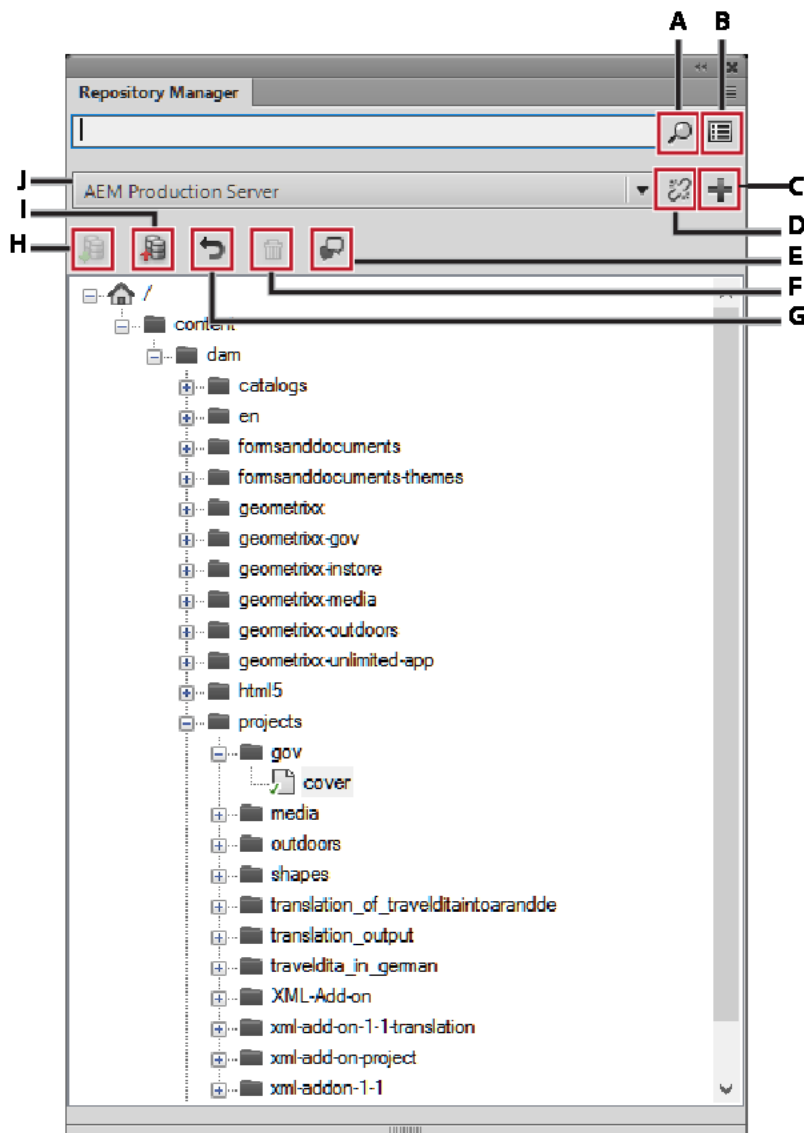 A B
Repository Manager
J AEM Production Server C
I D
H E
F
G
/
content
dam
catalogs
en
formsanddocuments
formsanddocuments-themes
geometrixx
geometrixx-gov
geometrixx-instore
geometrixx-media
geometrixx-outdoors
geometrixx-unlimited-app
html5
projects
gov
cover
media
outdoors
shapes
translation_of_travelditaintoarandde
translation_output
traveldita_in_german
XML-Add-on
xml-add-on-1-1-translation
xml-add-on-project
xml-addon-1-1